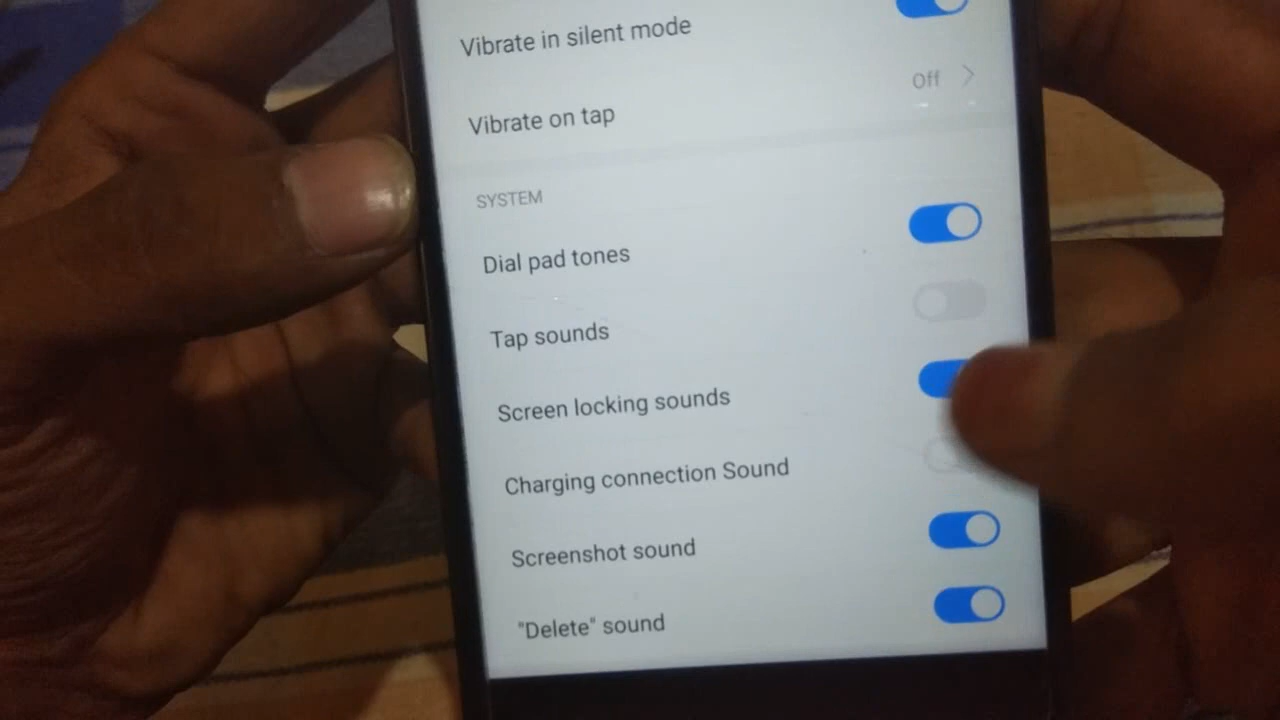 Vibrate in silent mode
Vibrate on tap Off
SYSTEM
Dial pad tones
Tap sounds
Screen locking sounds
Charging connection Sound
Screenshot sound
"Delete" sound